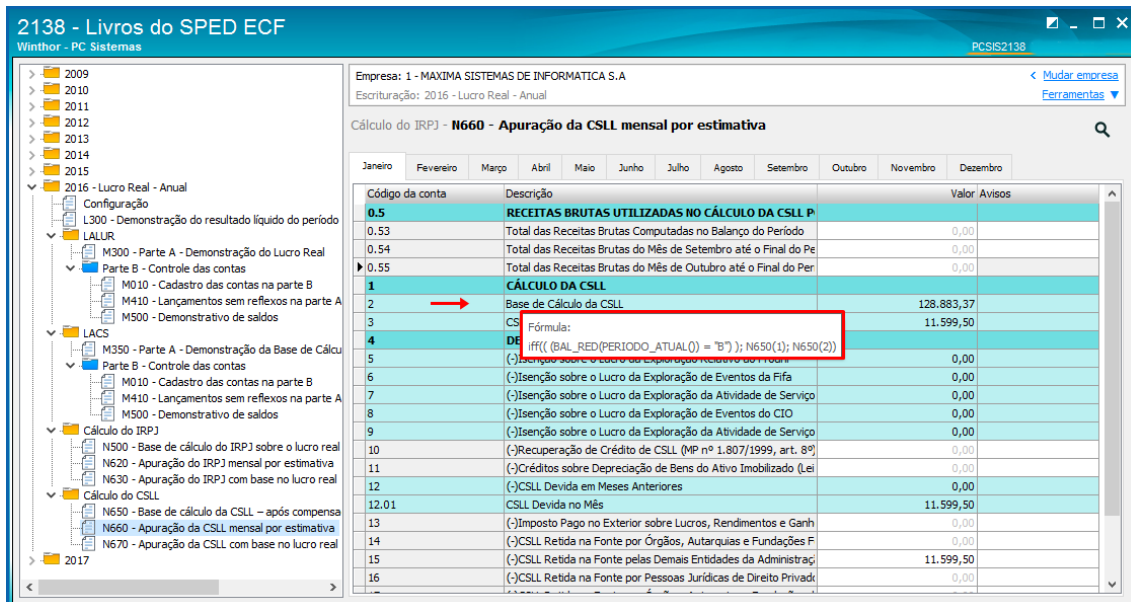 2138 - Livros do SPED ECF
Winthor - PC Sistemas
PCSIS2138
2009
2010
2011
2012
2013
2014
2015
2016 - Lucro Real - Anual
Configuração
L300 - Demonstração do resultado líquido do período
LALUR
M300 - Parte A - Demonstração do Lucro Real
Parte B - Controle das contas
M010 - Cadastro das contas na parte B
M410 - Lançamentos sem reflexos na parte A
M500 - Demonstrativo de saldos
LACS
M350 - Parte A - Demonstração da Base de Cálcu
Parte B - Controle das contas
M010 - Cadastro das contas na parte B
M410 - Lançamentos sem reflexos na parte A
M500 - Demonstrativo de saldos
Cálculo do IRPJ
N500 - Base de cálculo do IRPJ sobre o lucro real
N620 - Apuração do IRPJ mensal por estimativa
N630 - Apuração do IRPJ com base no lucro real
Cálculo do CSLL
N650 - Base de cálculo da CSLL – após compensa
N660 - Apuração da CSLL mensal por estimativa
N670 - Apuração da CSLL com base no lucro real
2017
Empresa: 1 - MAXIMA SISTEMAS DE INFORMATICA S.A
< Mudar empresa
Escrituração: 2016 - Lucro Real - Anual
Ferramentas
Cálculo do IRPJ - N660 - Apuração da CSLL mensal por estimativa
Janeiro Fevereiro Março Abril Maio Junho Julho Agosto Setembro Outubro Novembro Dezembro
Código da conta Descrição Valor Avisos
0.5 RECEITAS BRUTAS UTILIZADAS NO CÁLCULO DA CSLL P
0.53 Total das Receitas Brutas Computadas no Balanço do Período 0,00
0.54 Total das Receitas Brutas do Mês de Setembro até o Final do Pe 0,00
0.55 Total das Receitas Brutas do Mês de Outubro até o Final do Per 0,00
1 CÁLCULO DA CSLL
2 Base de Cálculo da CSLL 128.883,37
3 CS 11.599,50
Fórmula:
iff(( (BAL_RED(PERIODO_ATUAL()) = "B") ); N650(1); N650(2))
4 DE
5 (-)Isenção sobre o Lucro da Exploração Relativo ao Prouni 0,00
6 (-)Isenção sobre o Lucro da Exploração de Eventos da Fifa 0,00
7 (-)Isenção sobre o Lucro da Exploração da Atividade de Serviço 0,00
8 (-)Isenção sobre o Lucro da Exploração de Eventos do CIO 0,00
9 (-)Isenção sobre o Lucro da Exploração da Atividade de Serviço 0,00
10 (-)Recuperação de Crédito de CSLL (MP nº 1.807/1999, art. 8º) 0,00
11 (-)Créditos sobre Depreciação de Bens do Ativo Imobilizado (Lei 0,00
12 (-)CSLL Devida em Meses Anteriores 0,00
12.01 CSLL Devida no Mês 11.599,50
13 (-)Imposto Pago no Exterior sobre Lucros, Rendimentos e Ganh 0,00
14 (-)CSLL Retida na Fonte por Órgãos, Autarquias e Fundações F 0,00
15 (-)CSLL Retida na Fonte pelas Demais Entidades da Administraç 11.599,50
16 (-)CSLL Retida na Fonte por Pessoas Jurídicas de Direito Privado 0,00